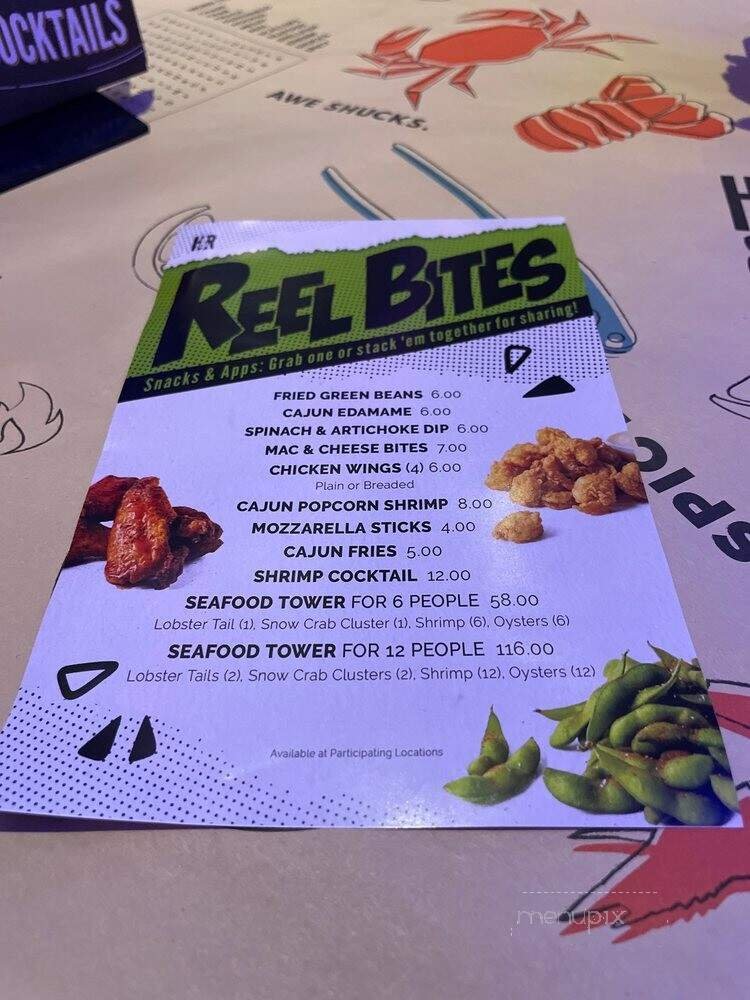 OCKTAILS
AWE SHUCKS.
HR
REEL BITES
Snacks & Apps: Grab one or stack 'em together for sharing!
FRIED GREEN BEANS 6.00
CAJUN EDAMAME 6.00
SPINACH & ARTICHOKE DIP 6.00
MAC & CHEESE BITES 7.00
CHICKEN WINGS (4) 6.00
Plain or Breaded
CAJUN POPCORN SHRIMP 8.00
MOZZARELLA STICKS 4.00
CAJUN FRIES 5.00
SHRIMP COCKTAIL 12.00
SEAFOOD TOWER FOR 6 PEOPLE 58.00
Lobster Tail (1), Snow Crab Cluster (1), Shrimp (6), Oysters (6)
SEAFOOD TOWER FOR 12 PEOPLE 116.00
Lobster Tails (2), Snow Crab Clusters (2), Shrimp (12), Oysters (12)
Available at Participating Locations
SPIC
menupix